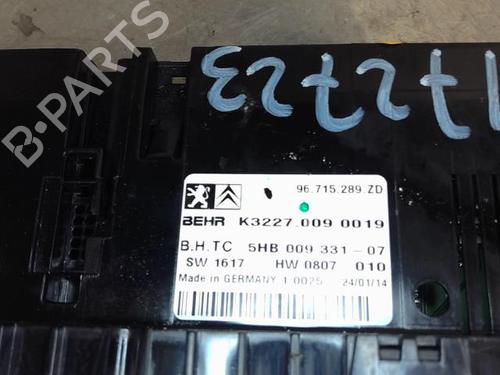 177273
B-PARTS
96.715.289.ZD
BEHR K3227.009 0019
B.H.TC 5HB 009 331-07
SW 1617 HW 0807 010
Made in GERMANY 1 0025 24/01/14